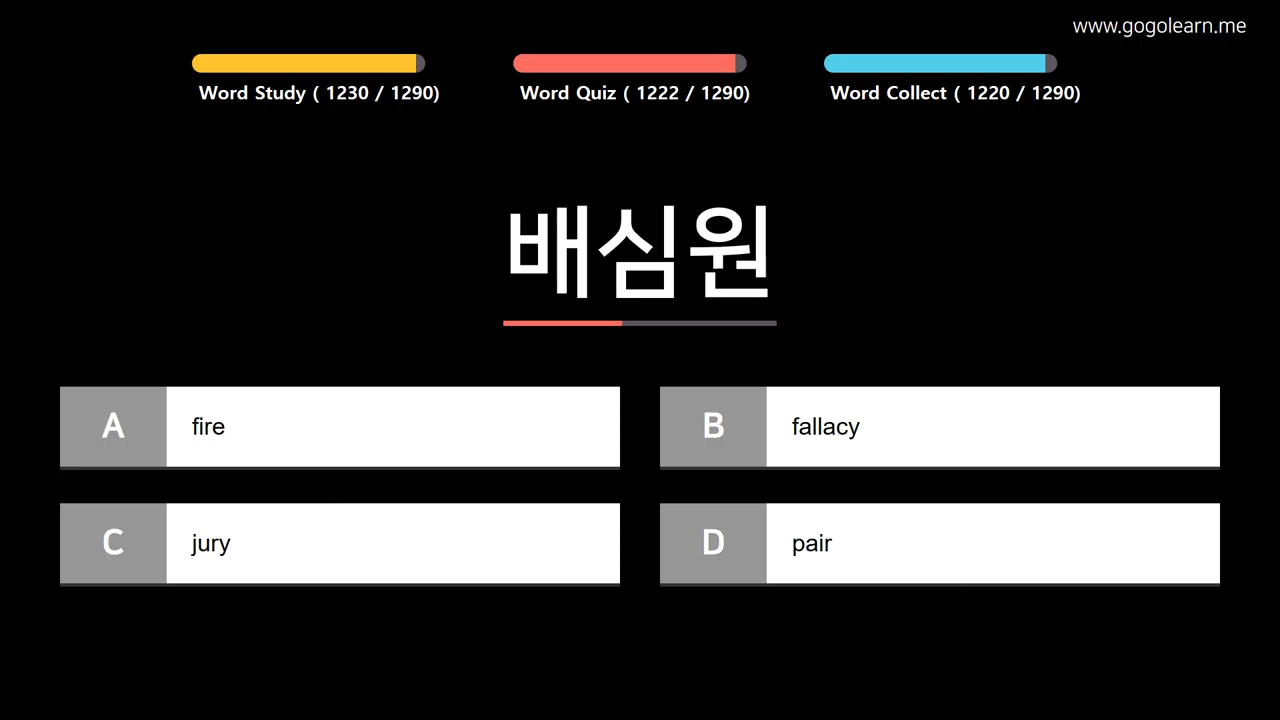 www.gogolearn.me
Word Study ( 1230 / 1290)
Word Quiz ( 1222 / 1290)
Word Collect ( 1220 / 1290)
배심원
A fire
B fallacy
C jury
D pair